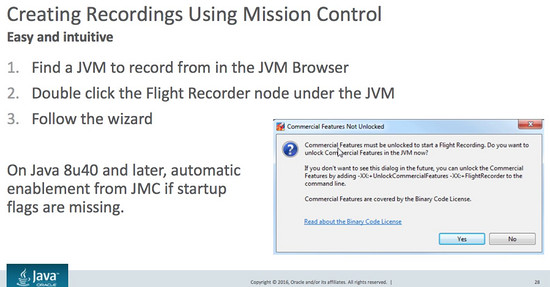 Creating Recordings Using Mission Control
Easy and intuitive
1. Find a JVM to record from in the JVM Browser
2. Double click the Flight Recorder node under the JVM
3. Follow the wizard
On Java 8u40 and later, automatic
enablement from JMC if startup
flags are missing.
Commercial Features Not Unlocked
Commercial Features must be unlocked to start a Flight Recording. Do you want to
unlock Commercial Features in the JVM now?
If you don't want to see this dialog in the future, you can unlock the Commercial
Features by adding -XX:+UnlockCommercialFeatures -XX:+FlightRecorder to the
command line.
Commercial Features are covered by the Binary Code License.
Read about the Binary Code License
Yes No
Java
ORACLE
Copyright © 2016, Oracle and/or its affiliates. All rights reserved. |
28